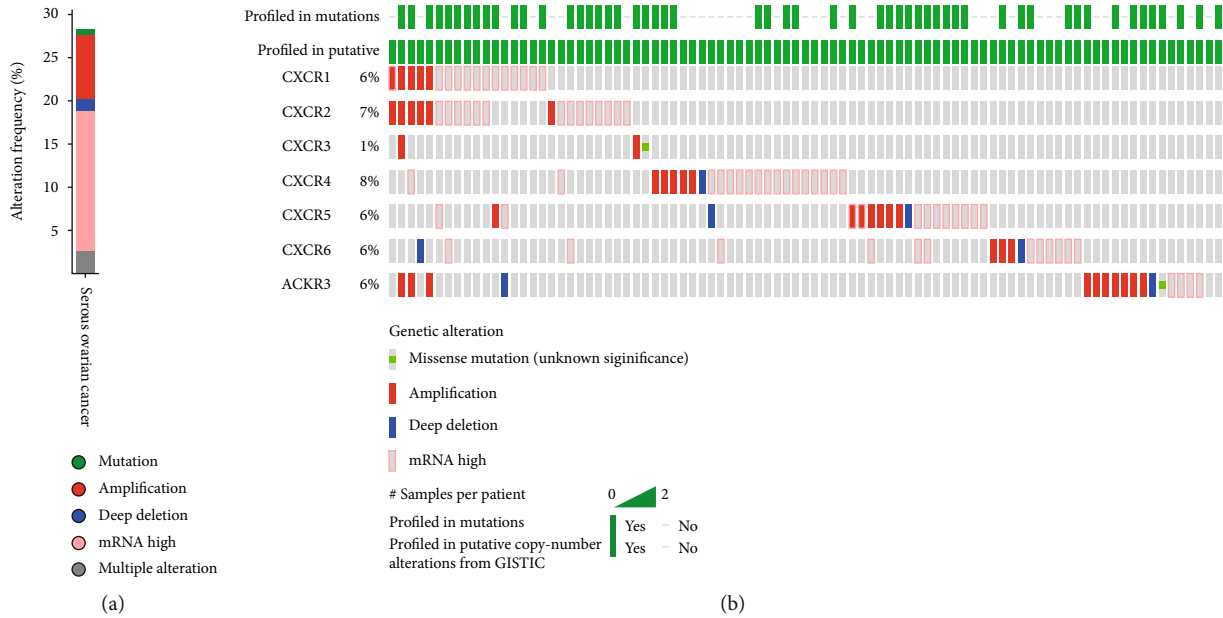 Alteration frequency (%)
30
25
20
15
10
5
Serous ovarian cancer
Mutation
Amplification
Deep deletion
mRNA high
Multiple alteration
(a)
Profiled in mutations
Profiled in putative
CXCR1 6%
CXCR2 7%
CXCR3 1%
CXCR4 8%
CXCR5 6%
CXCR6 6%
ACKR3 6%
Genetic alteration
Missense mutation (unknown siginificance)
Amplification
Deep deletion
mRNA high
# Samples per patient 0 2
Profiled in mutations Yes No
Profiled in putative copy-number Yes No
alterations from GISTIC
(b)